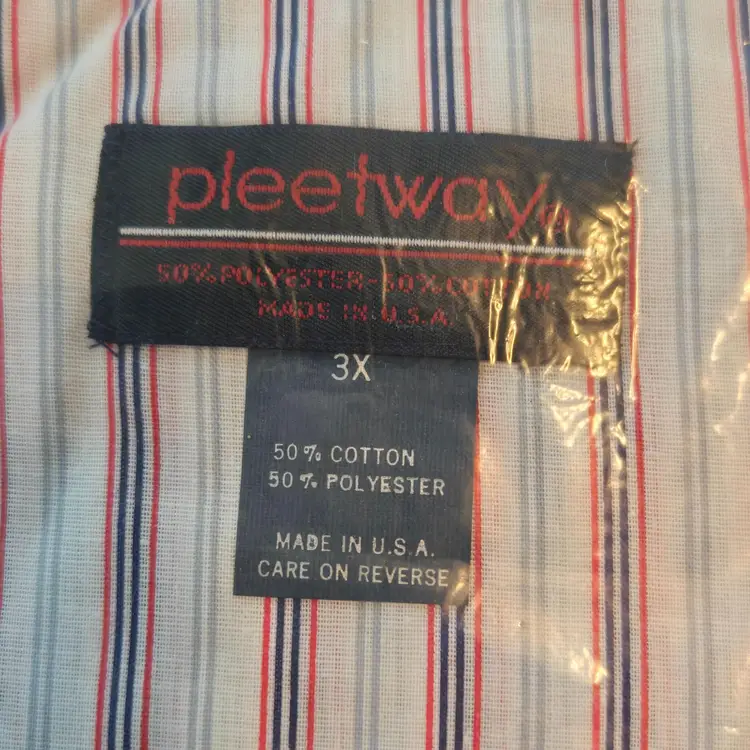 pleetway®
50% POLYESTER-50% COTTON
MADE IN U.S.A.
3X
50% COTTON
50% POLYESTER
MADE IN U.S.A.
CARE ON REVERSE